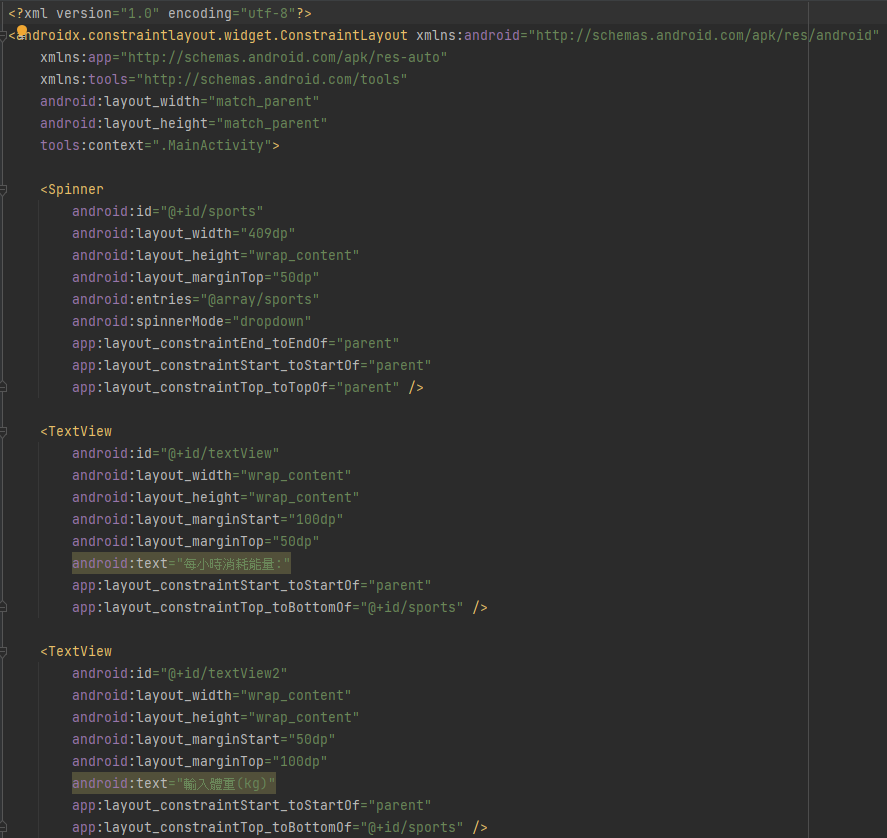 <?xml version="1.0" encoding="utf-8"?>
<androidx.constraintlayout.widget.ConstraintLayout xmlns:android="http://schemas.android.com/apk/res/android"
    xmlns:app="http://schemas.android.com/apk/res-auto"
    xmlns:tools="http://schemas.android.com/tools"
    android:layout_width="match_parent"
    android:layout_height="match_parent"
    tools:context=".MainActivity">

    <Spinner
        android:id="@+id/sports"
        android:layout_width="409dp"
        android:layout_height="wrap_content"
        android:layout_marginTop="50dp"
        android:entries="@array/sports"
        android:spinnerMode="dropdown"
        app:layout_constraintEnd_toEndOf="parent"
        app:layout_constraintStart_toStartOf="parent"
        app:layout_constraintTop_toTopOf="parent" />

    <TextView
        android:id="@+id/textView"
        android:layout_width="wrap_content"
        android:layout_height="wrap_content"
        android:layout_marginStart="100dp"
        android:layout_marginTop="50dp"
        android:text="每小時消耗能量:"
        app:layout_constraintStart_toStartOf="parent"
        app:layout_constraintTop_toBottomOf="@+id/sports" />

    <TextView
        android:id="@+id/textView2"
        android:layout_width="wrap_content"
        android:layout_height="wrap_content"
        android:layout_marginStart="50dp"
        android:layout_marginTop="100dp"
        android:text="輸入體重(kg)"
        app:layout_constraintStart_toStartOf="parent"
        app:layout_constraintTop_toBottomOf="@+id/sports" />